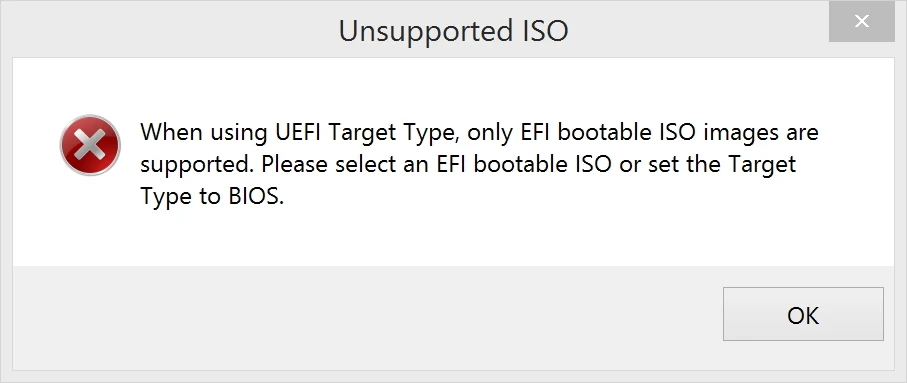 Unsupported ISO
When using UEFI Target Type, only EFI bootable ISO images are
supported. Please select an EFI bootable ISO or set the Target
Type to BIOS.
OK